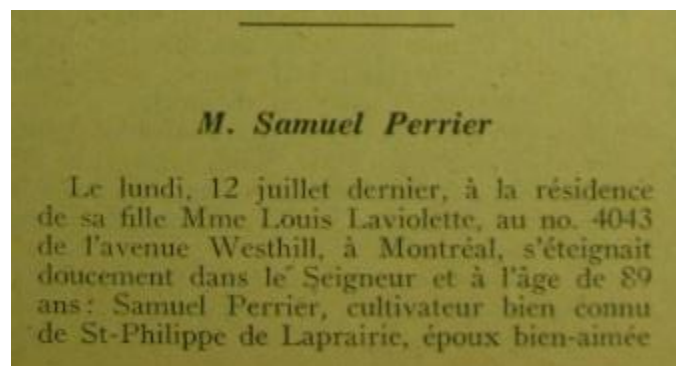 M. Samuel Perrier
Le lundi, 12 juillet dernier, à la résidence
de sa fille Mme Louis Laviolette, au no. 4043
de l'avenue Westhill, à Montréal, s'éteignait
doucement dans le Seigneur et à l'âge de 89
ans: Samuel Perrier, cultivateur bien connu
de St-Philippe de Laprairie, époux bien-aimée